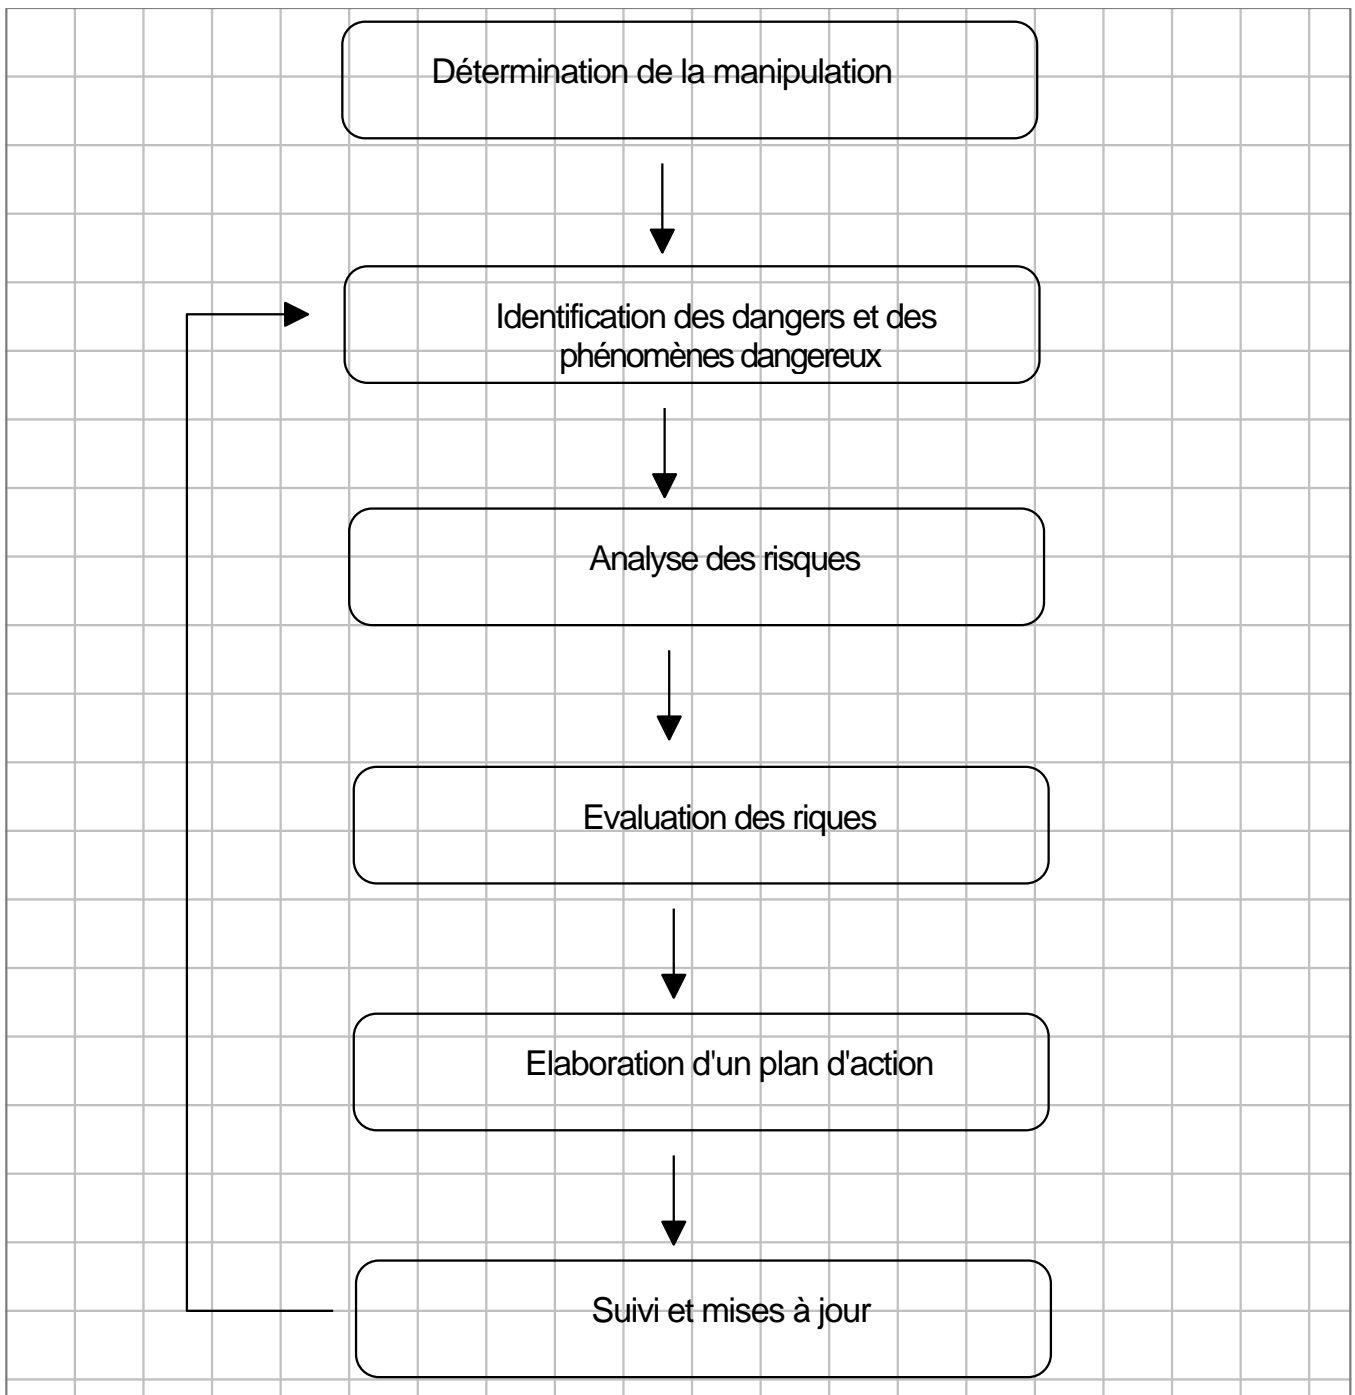 Détermination de la manipulation
Identification des dangers et des
phénomènes dangereux
Analyse des risques
Evaluation des riques
Elaboration d'un plan d'action
Suivi et mises à jour